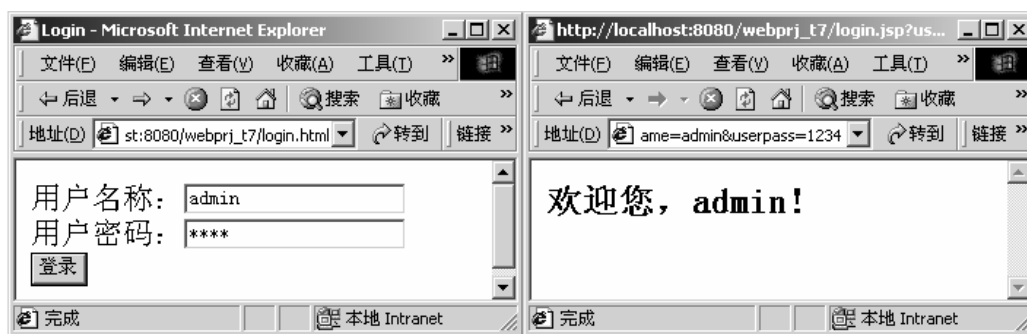 Login - Microsoft Internet Explorer
文件(F) 编辑(E) 查看(V) 收藏(A) 工具(T) »
后退 搜索 收藏 »
地址(D) st:8080/webprj_t7/login.html 转到 链接 »
用户名称： admin
用户密码： ****
登录
完成 本地 Intranet
http://localhost:8080/webprj_t7/login.jsp?us...
文件(F) 编辑(E) 查看(V) 收藏(A) 工具(T) »
后退 搜索 收藏 »
地址(D) ame=admin&userpass=1234 转到 链接 »
欢迎您，admin!
完成 本地 Intranet